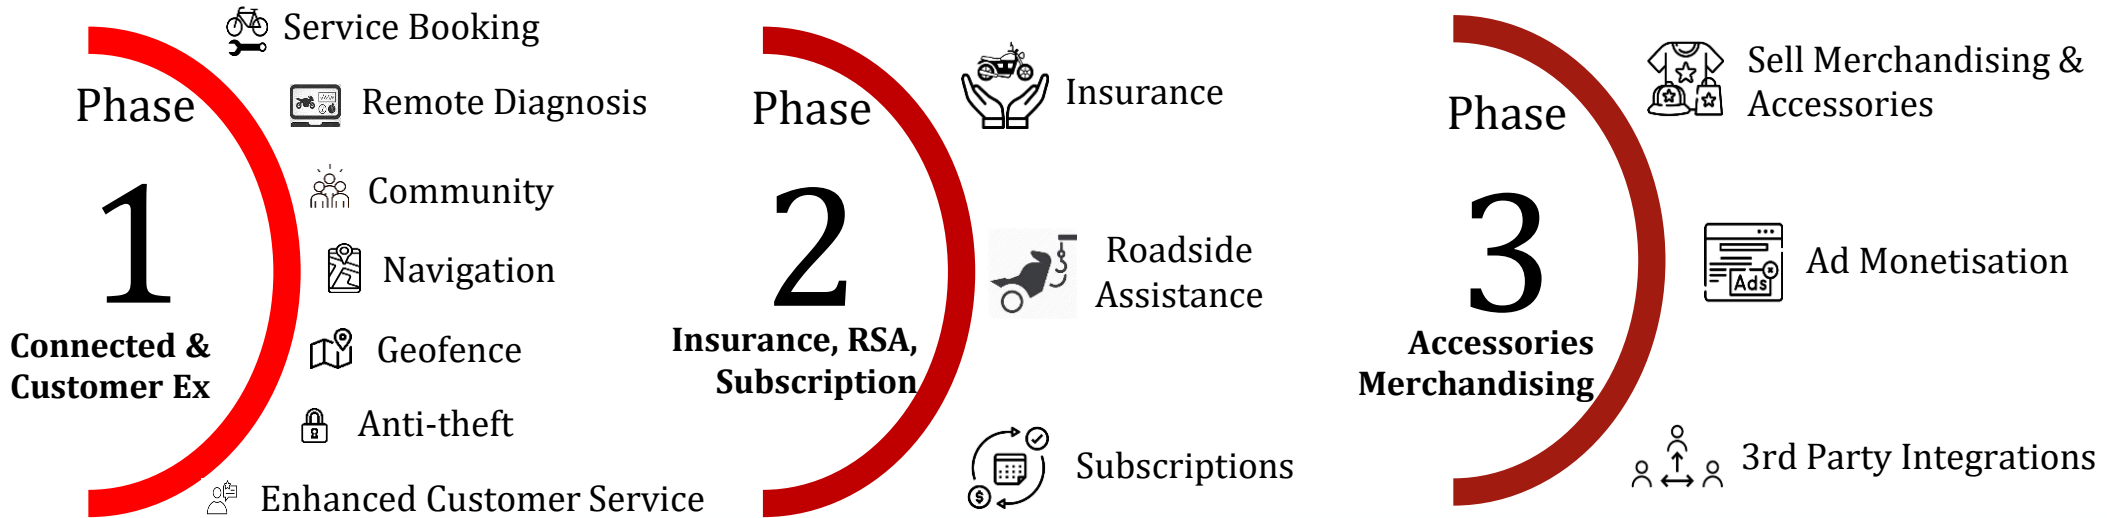 Phase
1
Connected &
Customer Ex
Service Booking
Remote Diagnosis
Community
Navigation
Geofence
Anti-theft
Enhanced Customer Service
Phase
2
Insurance, RSA,
Subscription
Insurance
Roadside
Assistance
Subscriptions
Phase
3
Accessories
Merchandising
Sell Merchandising &
Accessories
Ads
Ad Monetisation
3rd Party Integrations